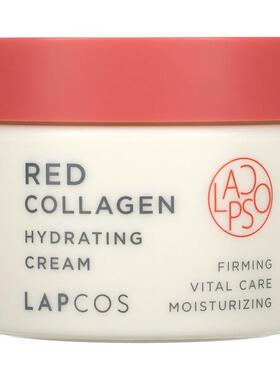 RED
COLLAGEN
HYDRATING
CREAM
LAPCOS
LAPCOS
FIRMING
VITAL CARE
MOISTURIZING